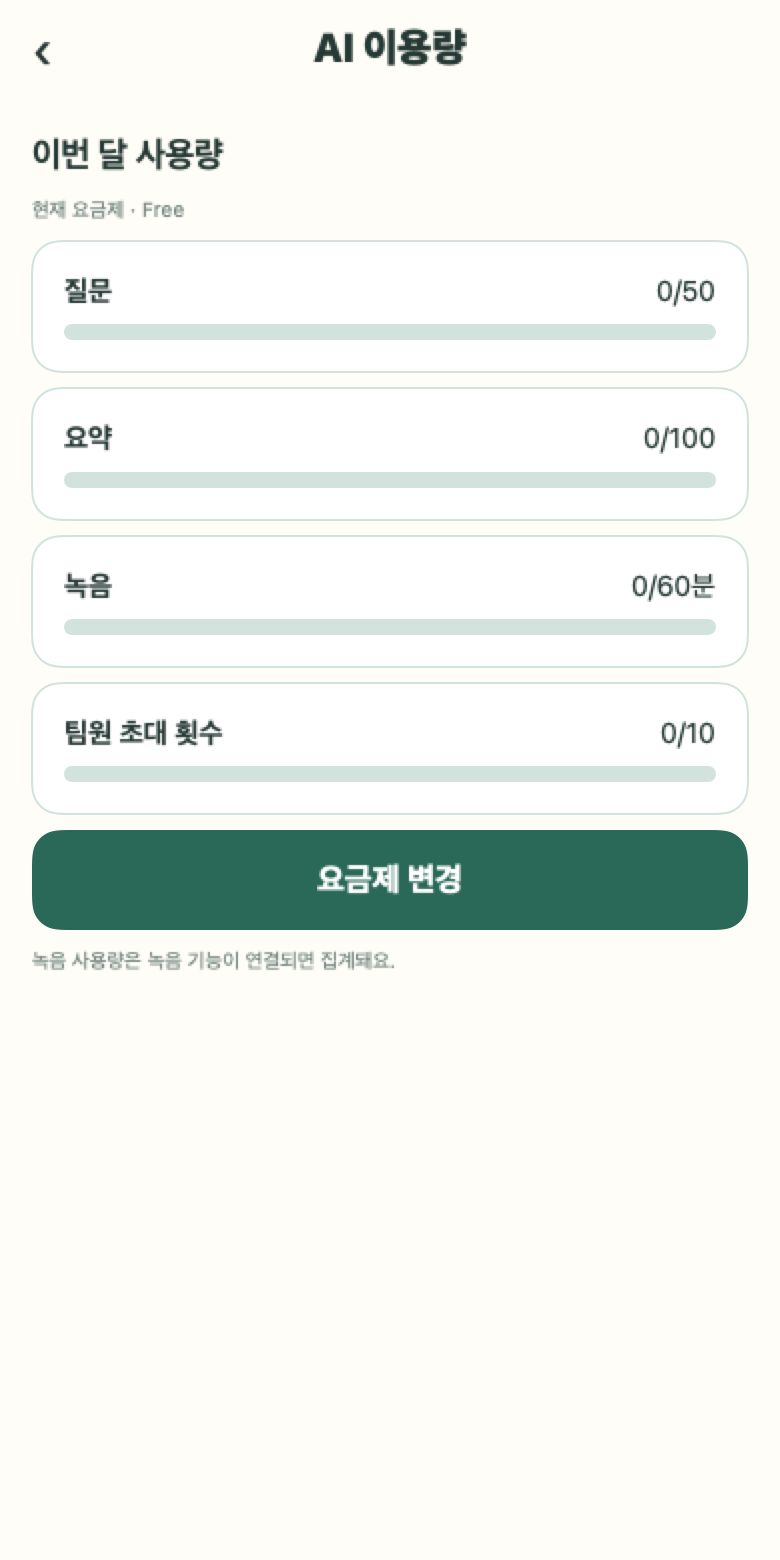 AI 이용량
이번 달 사용량
현재 요금제 · Free
질문 0/50
요약 0/100
녹음 0/60분
팀원 초대 횟수 0/10
요금제 변경
녹음 사용량은 녹음 기능이 연결되면 집계돼요.